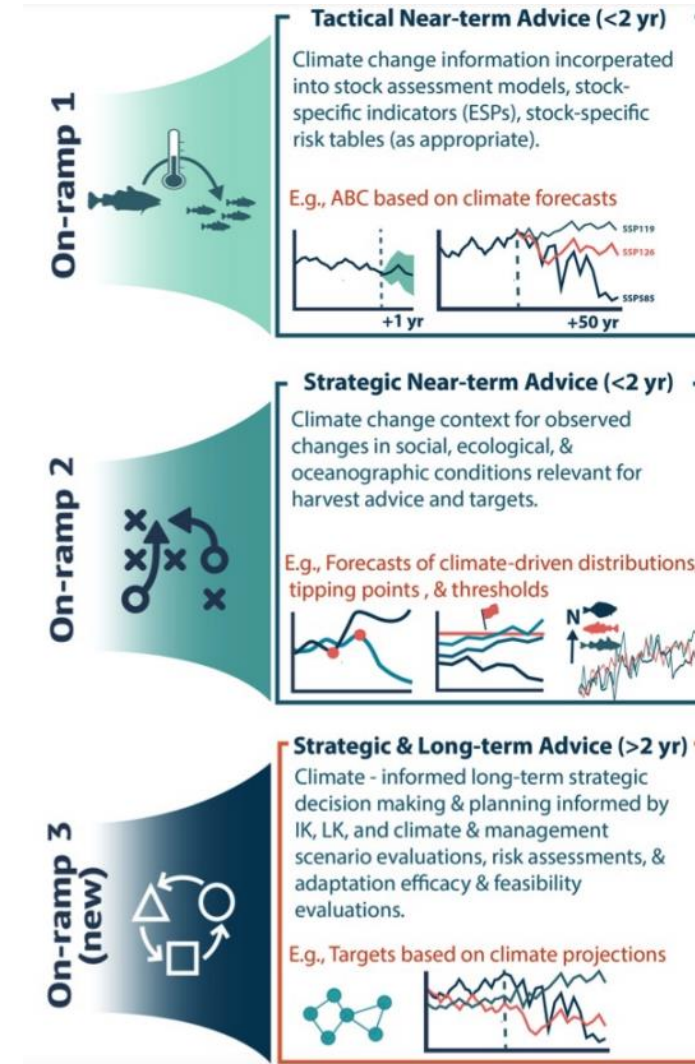 On-ramp 1
Tactical Near-term Advice (<2 yr)
Climate change information incorperated
into stock assessment models, stock-
specific indicators (ESPs), stock-specific
risk tables (as appropriate).
E.g., ABC based on climate forecasts
SSP119
SSP126
SSP585
+1 yr
+50 yr
On-ramp 2
Strategic Near-term Advice (<2 yr)
Climate change context for observed
changes in social, ecological, &
oceanographic conditions relevant for
harvest advice and targets.
E.g., Forecasts of climate-driven distributions,
tipping points , & thresholds
N
On-ramp 3
(new)
Strategic & Long-term Advice (>2 yr)
Climate - informed long-term strategic
decision making & planning informed by
IK, LK, and climate & management
scenario evaluations, risk assessments, &
adaptation efficacy & feasibility
evaluations.
E.g., Targets based on climate projections